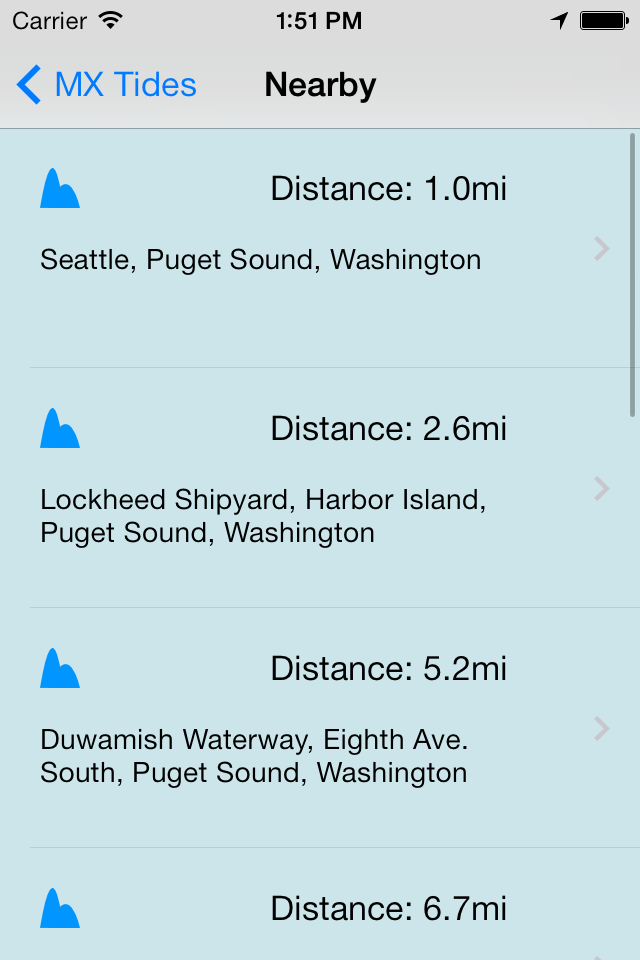 Carrier 1:51 PM
MX Tides Nearby
Distance: 1.0mi
Seattle, Puget Sound, Washington
Distance: 2.6mi
Lockheed Shipyard, Harbor Island,
Puget Sound, Washington
Distance: 5.2mi
Duwamish Waterway, Eighth Ave.
South, Puget Sound, Washington
Distance: 6.7mi